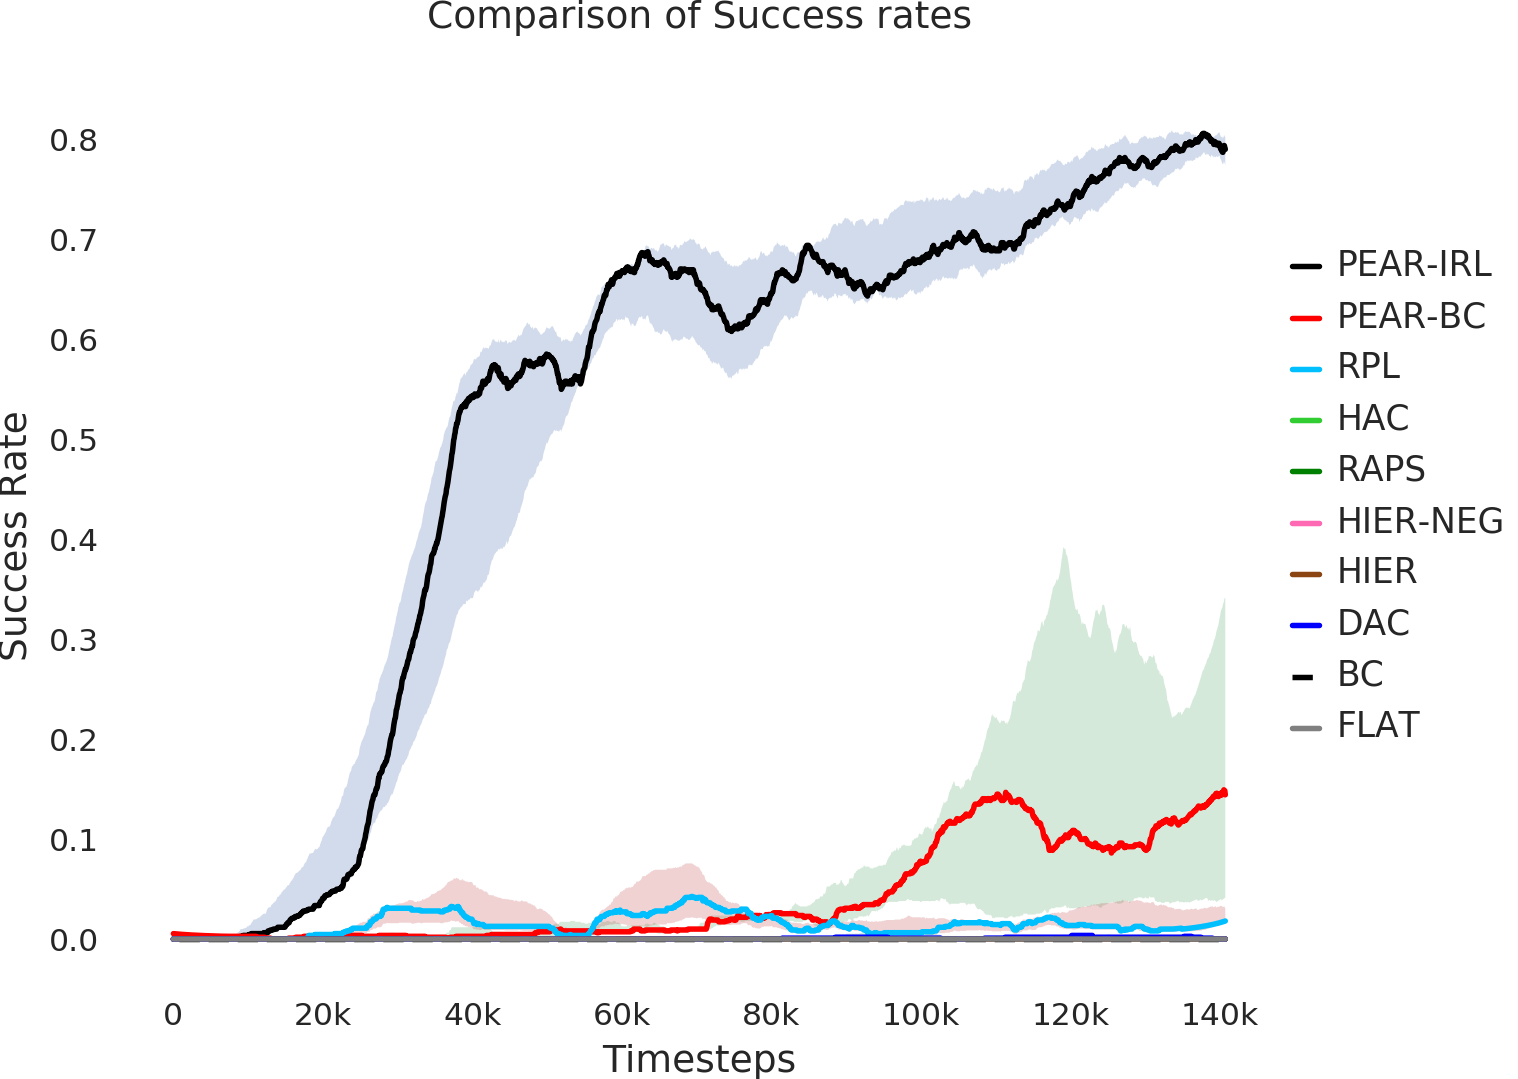 Comparison of Success rates
0.8
0.7
0.6
0.5
0.4
0.3
0.2
0.1
0.0
Success Rate
0 20k 40k 60k 80k 100k 120k 140k
Timesteps
PEAR-IRL
PEAR-BC
RPL
HAC
RAPS
HIER-NEG
HIER
DAC
BC
FLAT